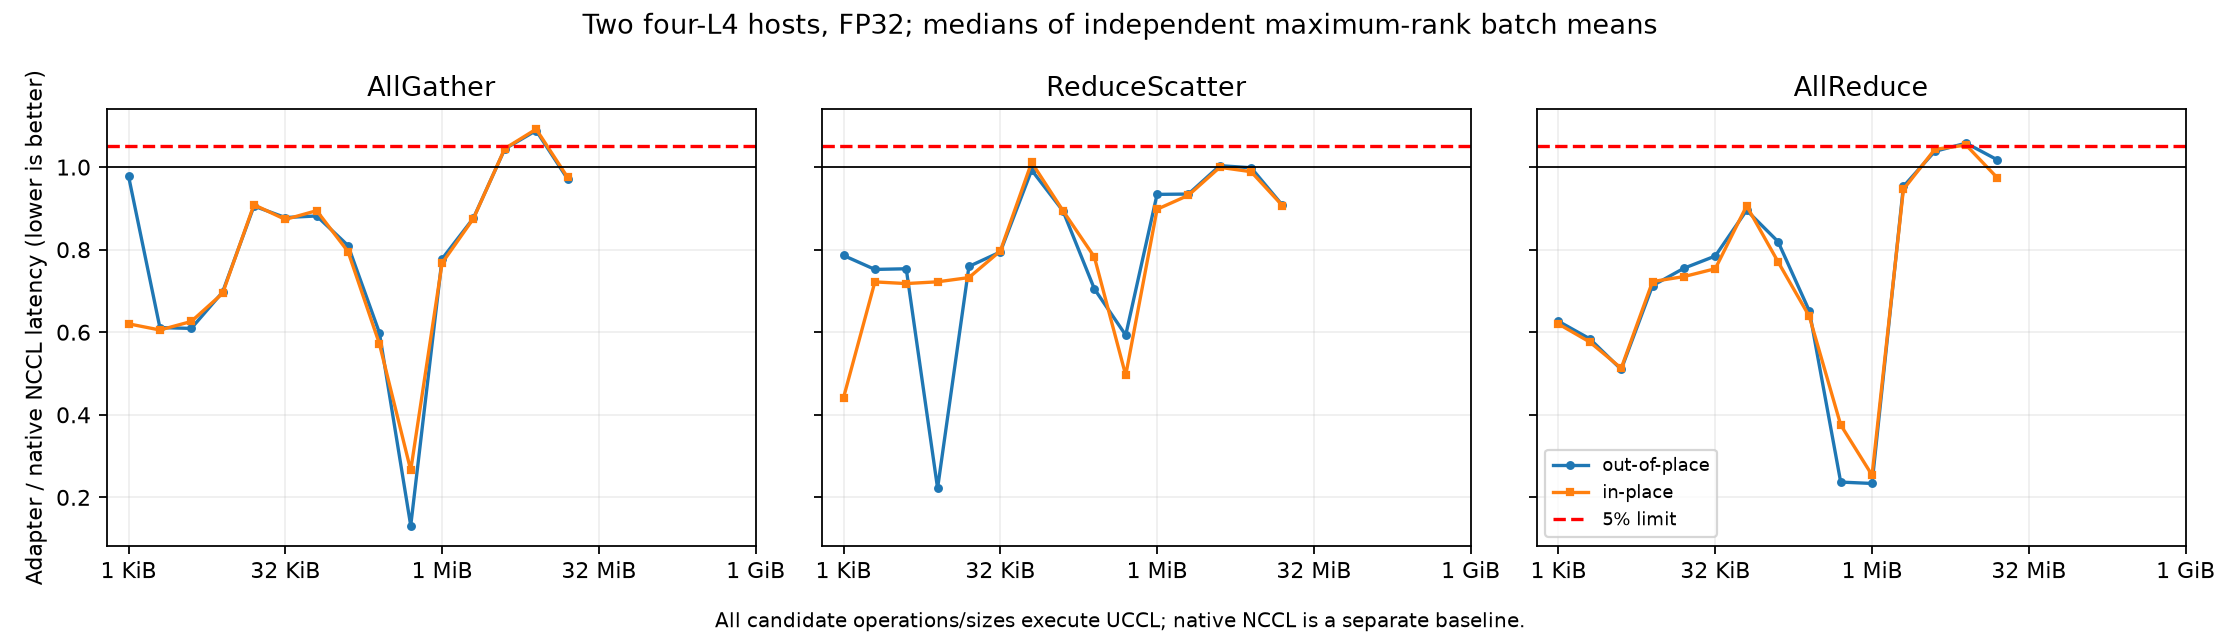 Two four-L4 hosts, FP32; medians of independent maximum-rank batch means
Adapter / native NCCL latency (lower is better)
AllGather
1.0
0.8
0.6
0.4
0.2
1 KiB
32 KiB
1 MiB
32 MiB
1 GiB
ReduceScatter
1 KiB
32 KiB
1 MiB
32 MiB
1 GiB
AllReduce
out-of-place
in-place
5% limit
1 KiB
32 KiB
1 MiB
32 MiB
1 GiB
All candidate operations/sizes execute UCCL; native NCCL is a separate baseline.